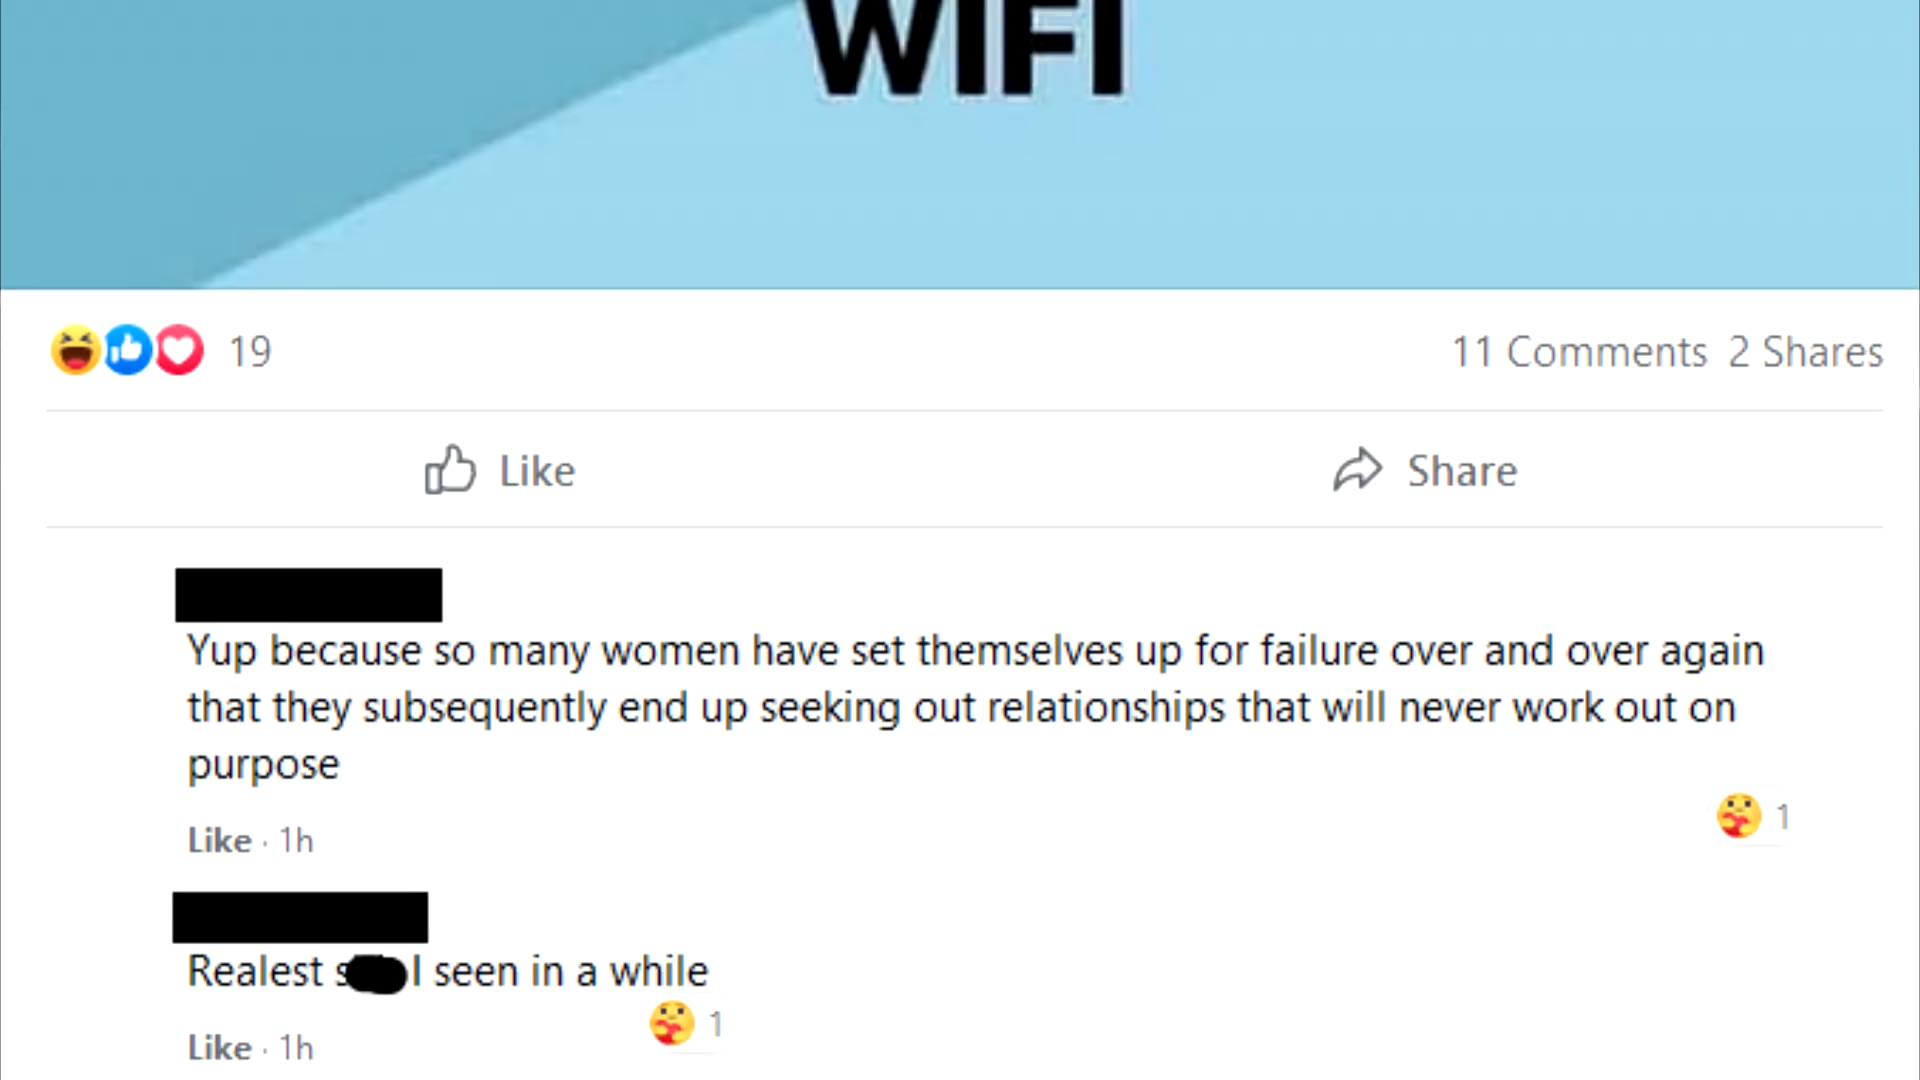 WIFI
19
11 Comments 2 Shares
Like
Share
Yup because so many women have set themselves up for failure over and over again
that they subsequently end up seeking out relationships that will never work out on
purpose
1
Like · 1h
Realest s I seen in a while
1
Like · 1h